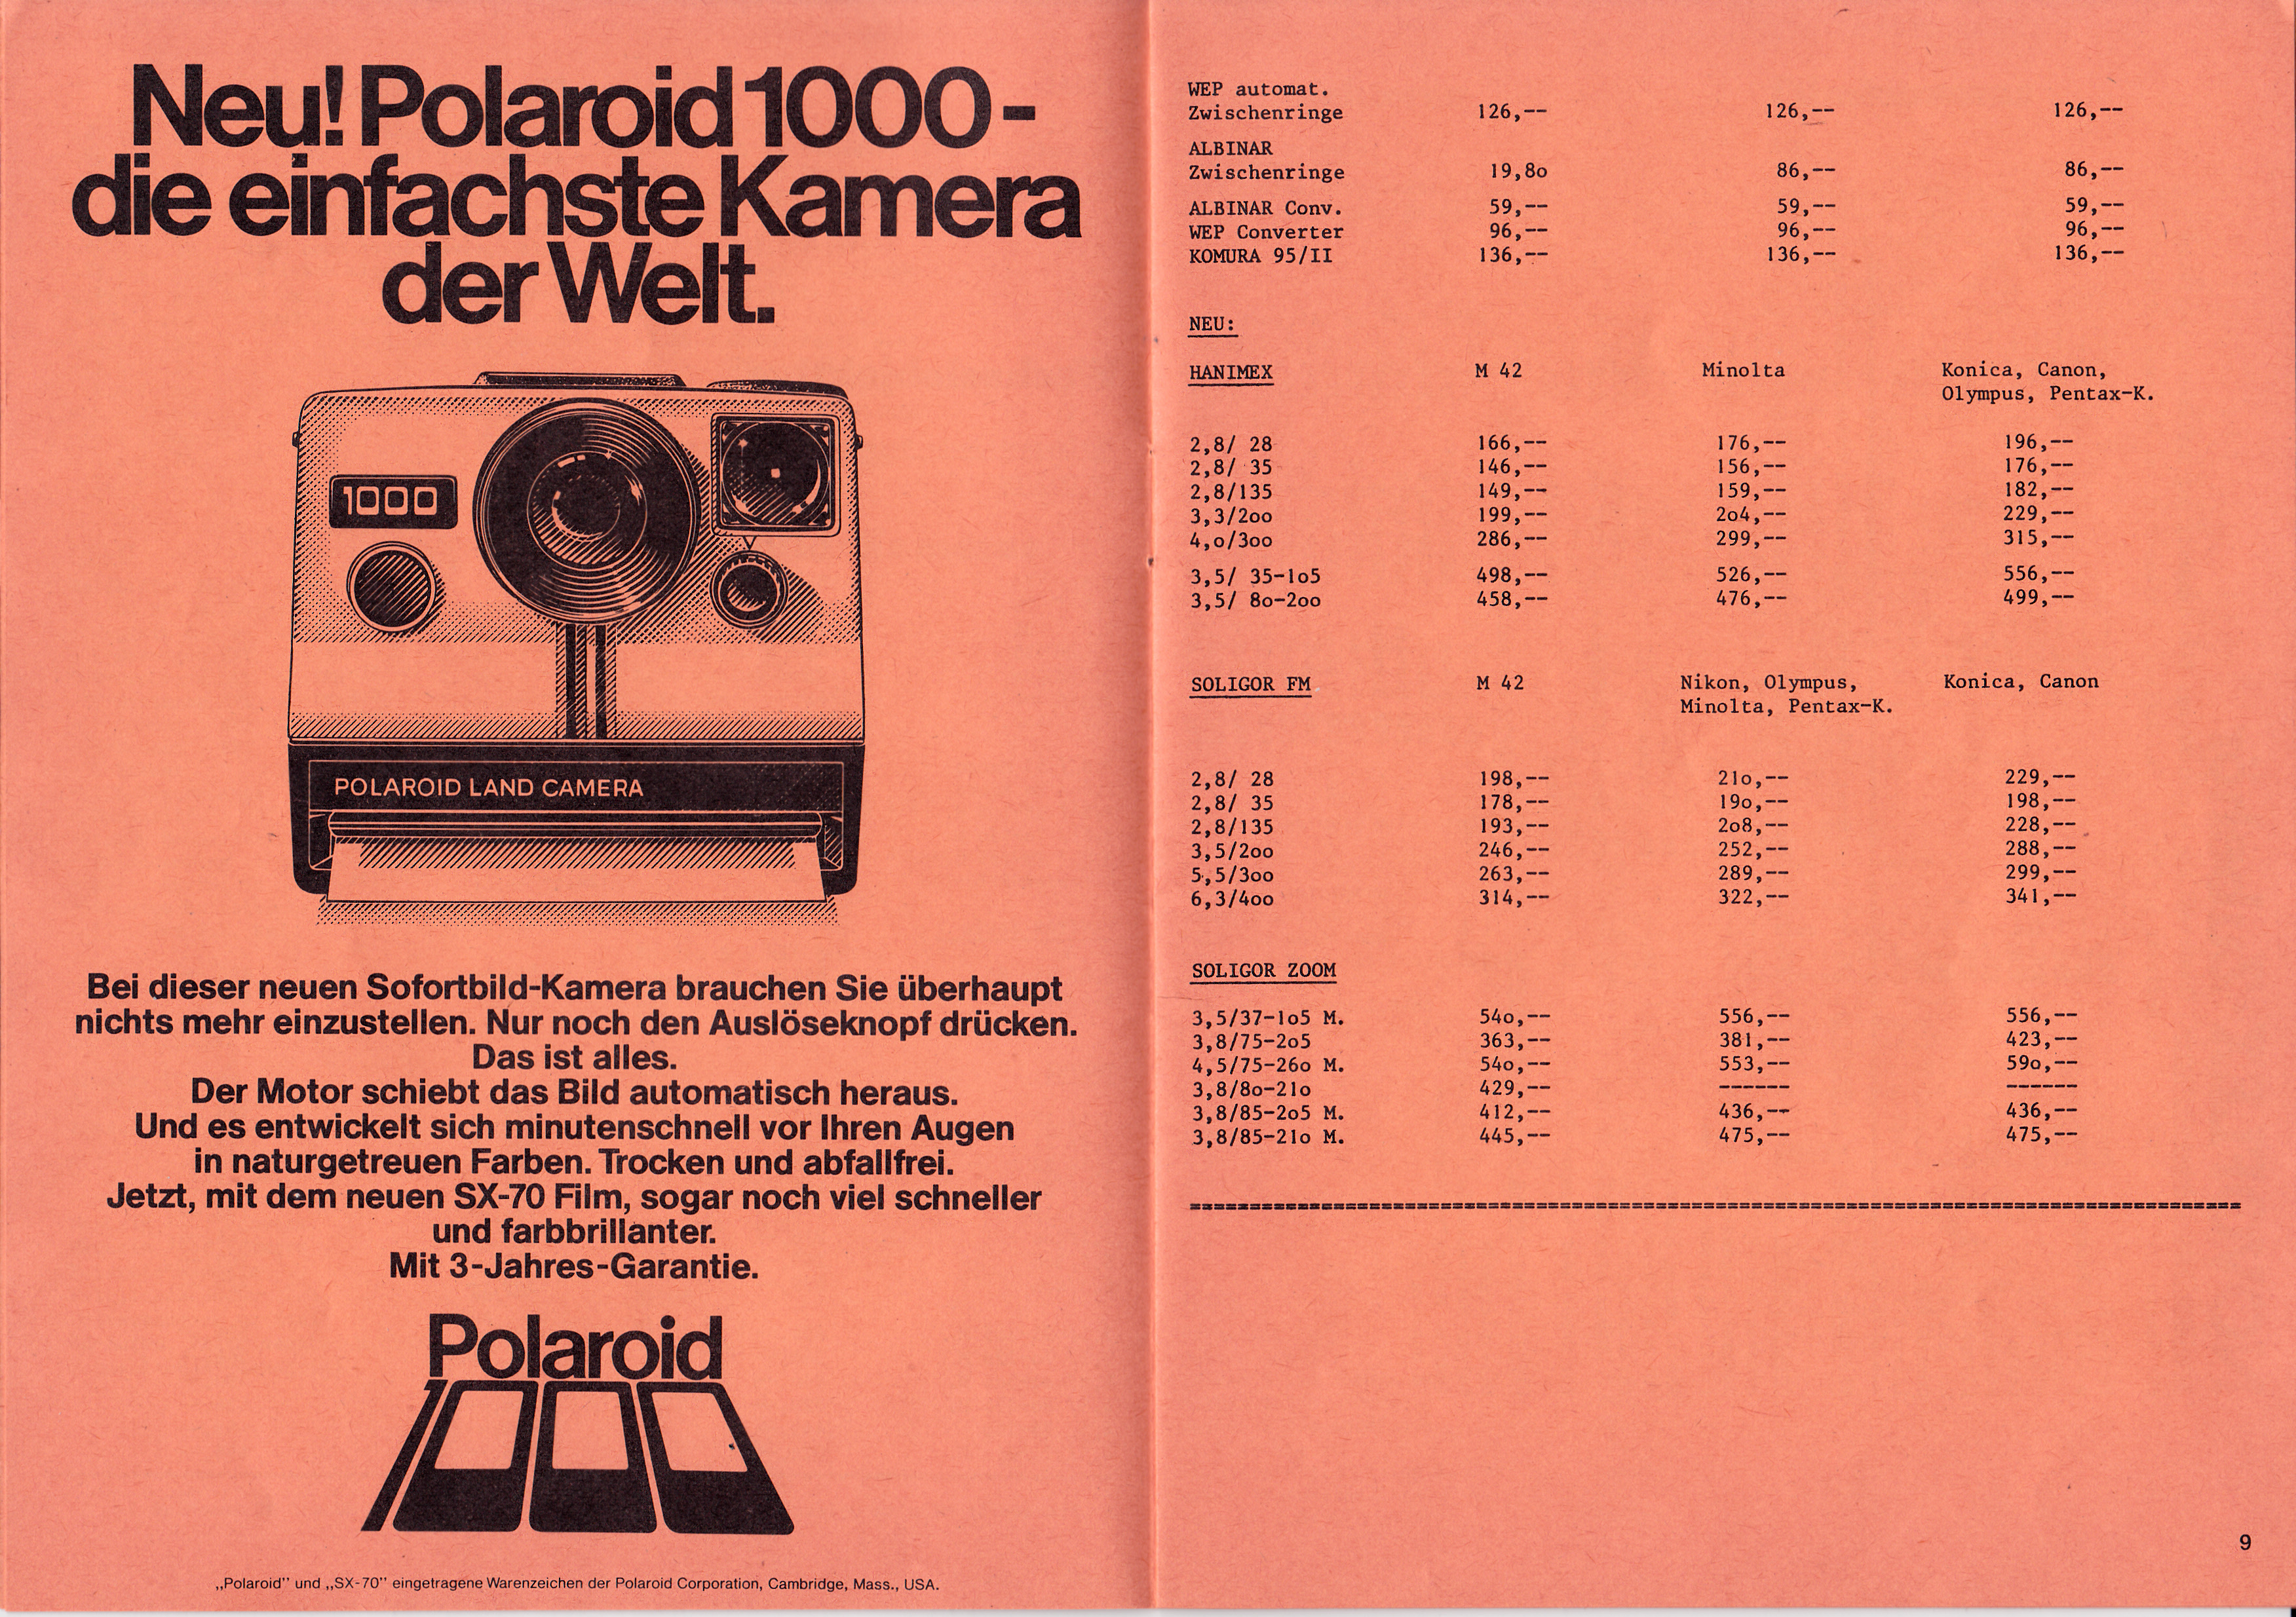 Neu! Polaroid 1000-
die einfachste Kamera
der Welt.
1000
POLAROID LAND CAMERA
Bei dieser neuen Sofortbild-Kamera brauchen Sie überhaupt
nichts mehr einzustellen. Nur noch den Auslöseknopf drücken.
Das ist alles.
Der Motor schiebt das Bild automatisch heraus.
Und es entwickelt sich minutenschnell vor Ihren Augen
in naturgetreuen Farben. Trocken und abfallfrei.
Jetzt, mit dem neuen SX-70 Film, sogar noch viel schneller
und farbbrillanter.
Mit 3-Jahres-Garantie.
Polaroid
1000
„Polaroid" und „SX-70" eingetragene Warenzeichen der Polaroid Corporation, Cambridge, Mass., USA.
WEP automat.
Zwischenringe 126,-- 126,-- 126,--
ALBINAR
Zwischenringe 19,8o 86,-- 86,--
ALBINAR Conv. 59,-- 59,-- 59,--
WEP Converter 96,-- 96,-- 96,--
KOMURA 95/II 136,-- 136,-- 136,--
NEU:
HANIMEX M 42 Minolta Konica, Canon,
Olympus, Pentax-K.
2,8/ 28 166,-- 176,-- 196,--
2,8/ 35 146,-- 156,-- 176,--
2,8/135 149,-- 159,-- 182,--
3,3/2oo 199,-- 2o4,-- 229,--
4,o/3oo 286,-- 299,-- 315,--
3,5/ 35-1o5 498,-- 526,-- 556,--
3,5/ 8o-2oo 458,-- 476,-- 499,--
SOLIGOR FM M 42 Nikon, Olympus, Konica, Canon
Minolta, Pentax-K.
2,8/ 28 198,-- 21o,-- 229,--
2,8/ 35 178,-- 19o,-- 198,--
2,8/135 193,-- 2o8,-- 228,--
3,5/2oo 246,-- 252,-- 288,--
5,5/3oo 263,-- 289,-- 299,--
6,3/4oo 314,-- 322,-- 341,--
SOLIGOR ZOOM
3,5/37-1o5 M. 54o,-- 556,-- 556,--
3,8/75-2o5 363,-- 381,-- 423,--
4,5/75-26o M. 54o,-- 553,-- 59o,--
3,8/8o-21o 429,-- ------ ------
3,8/85-2o5 M. 412,-- 436,-- 436,--
3,8/85-21o M. 445,-- 475,-- 475,--
9